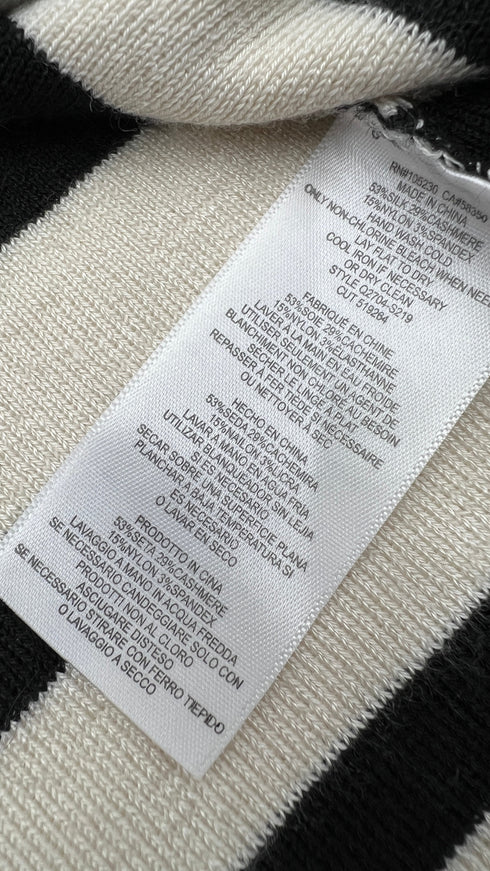 RN#105230 CA#58350
MADE IN CHINA
53%SILK 29%CASHMERE
15%NYLON 3%SPANDEX
HAND WASH COLD
ONLY NON-CHLORINE BLEACH WHEN NEE
LAY FLAT TO DRY
COOL IRON IF NECESSARY
OR DRY CLEAN
STYLE Q2704-S219
CUT 519284
FABRIQUÉ EN CHINE
53%SOIE 29%CACHEMIRE
15%NYLON 3%ÉLASTHANNE
LAVER À LA MAIN EN EAU FROIDE
UTILISER SEULEMENT UN AGENT DE
BLANCHIMENT NON CHLORÉ AU BESOIN
SÉCHER LE LINGE À PLAT
REPASSER À FER TIÈDE SI NÉCESSAIRE
OU NETTOYER À SEC
HECHO EN CHINA
53%SEDA 29%CACHEMIRA
15%NAILON 3%LICRA
LAVAR A MANO EN AGUA FRIA
UTILIZAR BLANQUEADOR SIN LEJIA
SI ES NECESARIO
SECAR SOBRE UNA SUPERFICIE PLANA
PLANCHAR A BAJA TEMPERATURA SI
ES NECESARIO
O LAVAR EN SECO
PRODOTTO IN CINA
53%SETA 29%CASHMERE
15%NYLON 3%SPANDEX
LAVAGGIO A MANO IN ACQUA FREDDA
SE NECESSARIO CANDEGGIARE SOLO CON
PRODOTTI NON AL CLORO
ASCIUGARE DISTESO
SE NECESSARIO STIRARE CON FERRO TIEPIDO
O LAVAGGIO A SECCO